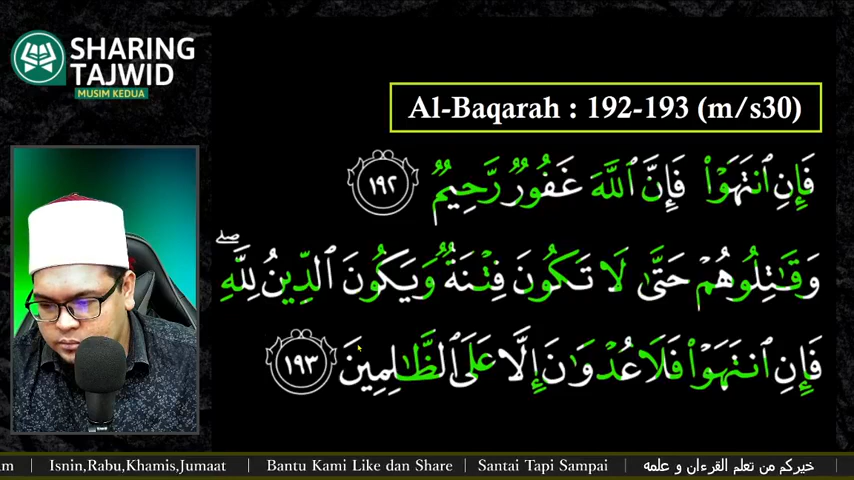 SHARING
TAJWID
MUSIM KEDUA
Al-Baqarah : 192-193 (m/s30)
فَإِنِ ٱنتَهَوْا۟ فَإِنَّ ٱللَّهَ غَفُورٌ رَّحِيمٌ ١٩٢
وَقَٰتِلُوهُمْ حَتَّىٰ لَا تَكُونَ فِتْنَةٌ وَيَكُونَ ٱلدِّينُ لِلَّهِ ۖ
فَإِنِ ٱنتَهَوْا۟ فَلَا عُدْوَٰنَ إِلَّا عَلَى ٱلظَّٰلِمِينَ ١٩٣
am | Isnin,Rabu,Khamis,Jumaat | Bantu Kami Like dan Share | Santai Tapi Sampai | خيركم من تعلم القرءان و علمه